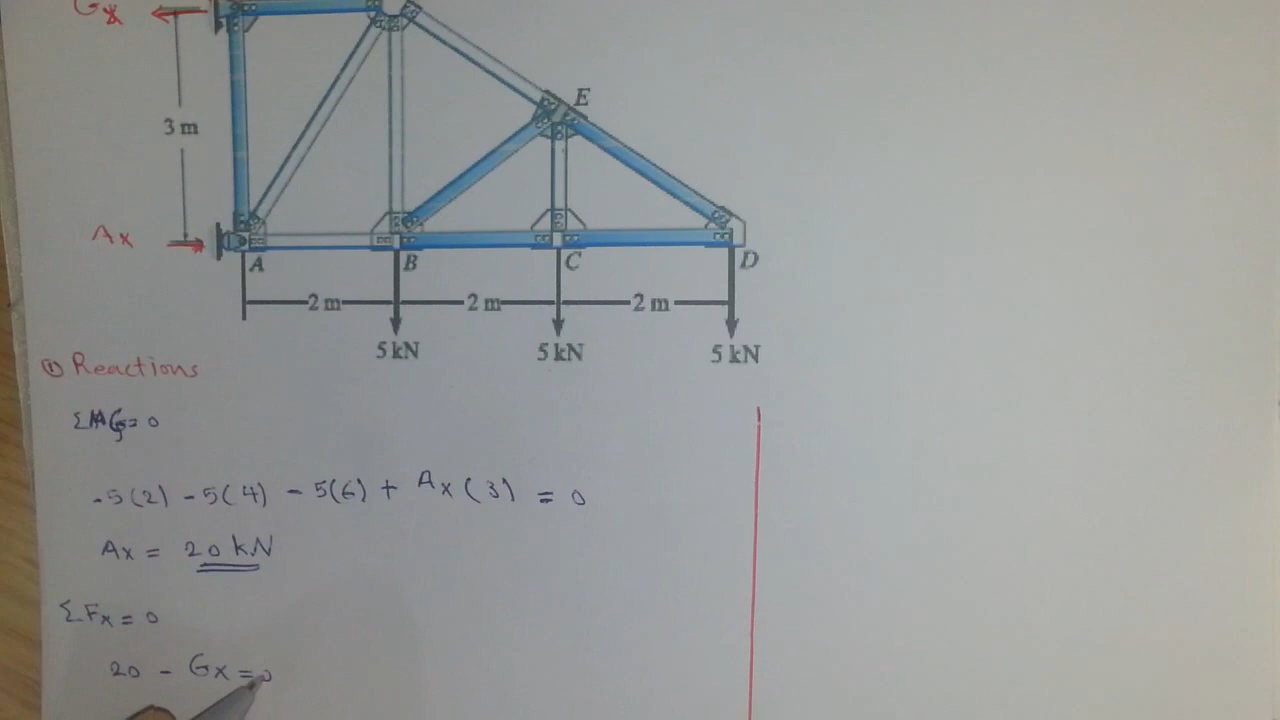 Gx
3 m
E
Ax
A B C D
2 m 2 m 2 m
5 kN 5 kN 5 kN
① Reactions
ΣMG=0
-5(2) -5(4) - 5(6) + Ax(3) = 0
Ax = 20 kN
ΣFx = 0
20 - Gx = 0